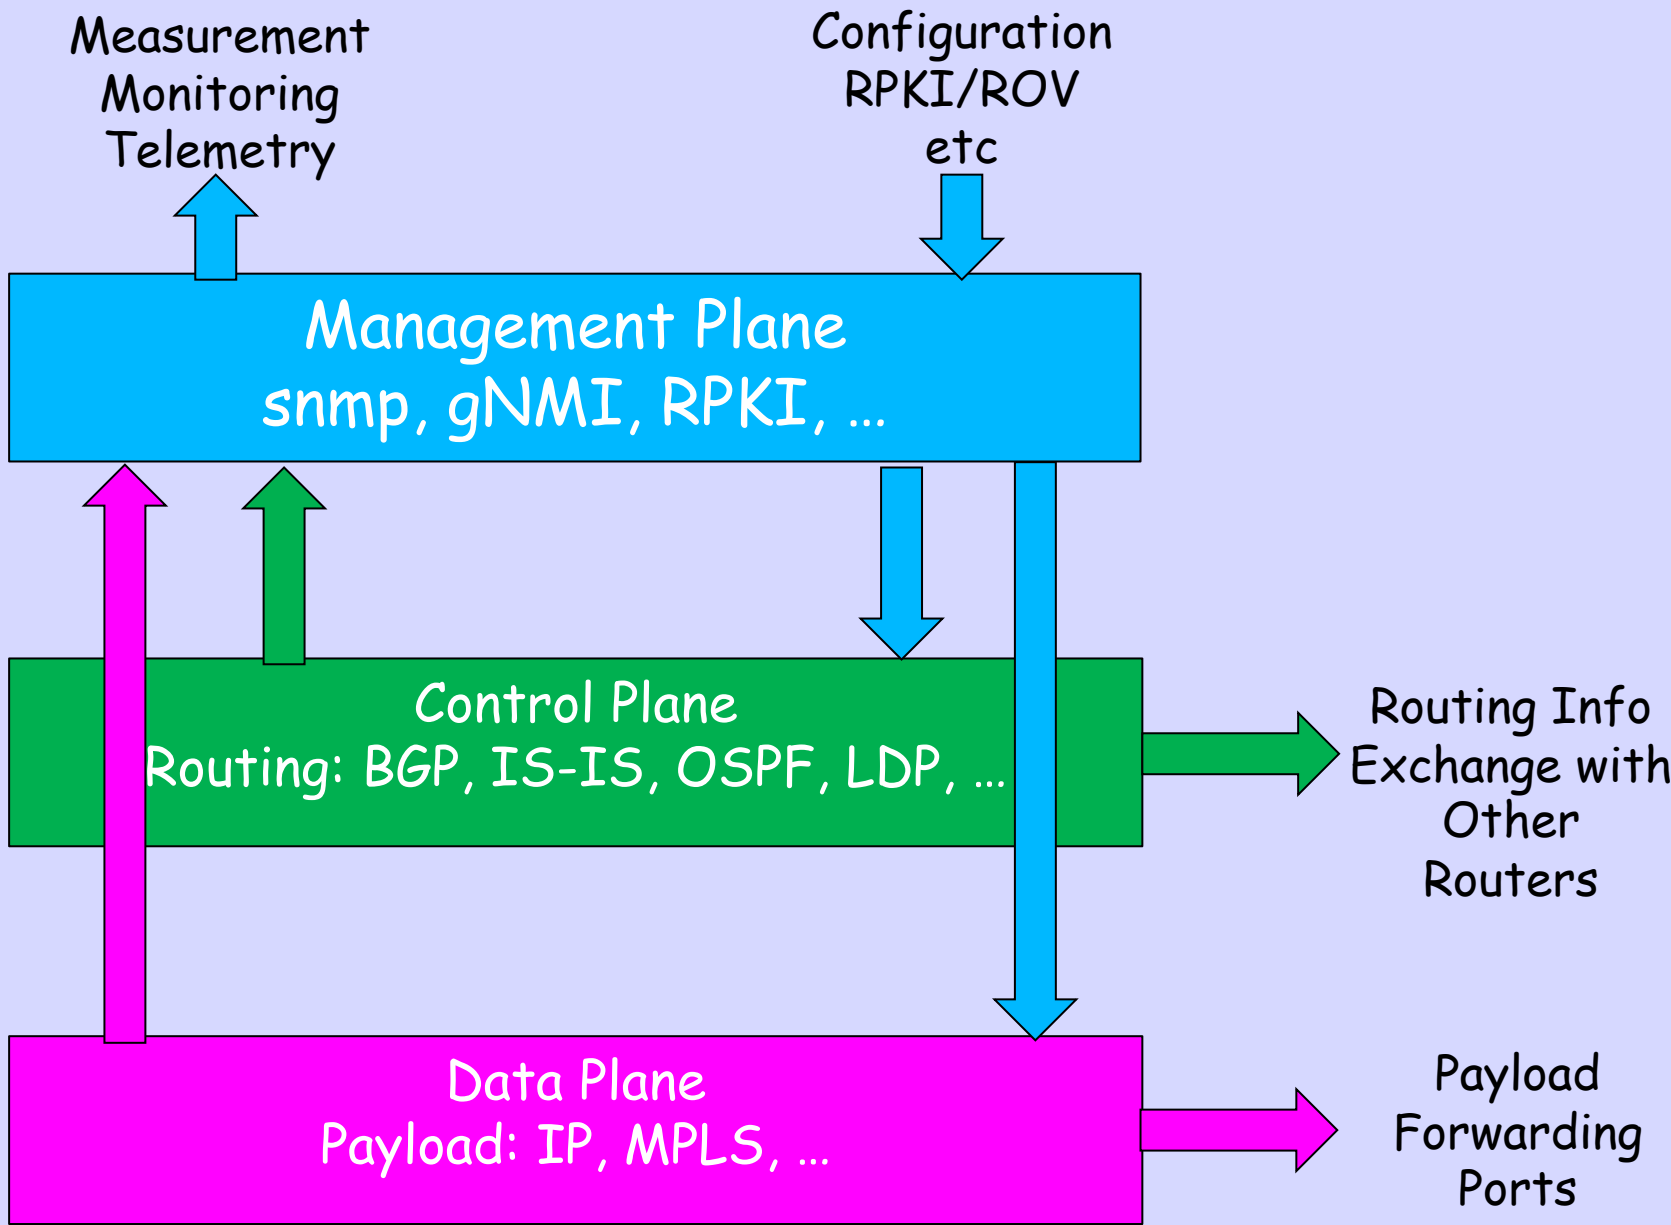 Measurement
Monitoring
Telemetry
Configuration
RPKI/ROV
etc
Management Plane
snmp, gNMI, RPKI, ...
Control Plane
Routing: BGP, IS-IS, OSPF, LDP, ...
Routing Info
Exchange with
Other
Routers
Data Plane
Payload: IP, MPLS, ...
Payload
Forwarding
Ports